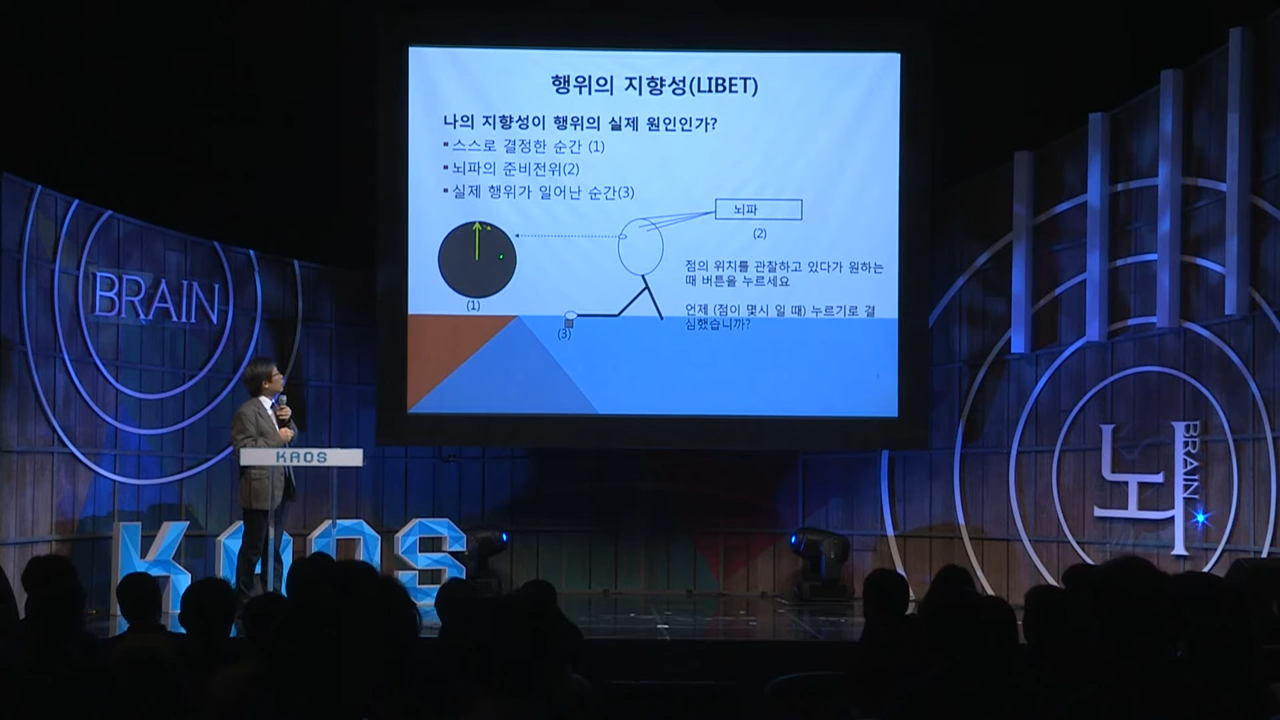 행위의 지향성(LIBET)
나의 지향성이 행위의 실제 원인인가?
▪스스로 결정한 순간 (1)
▪뇌파의 준비전위(2)
▪실제 행위가 일어난 순간(3)
뇌파
(2)
점의 위치를 관찰하고 있다가 원하는
때 버튼을 누르세요
(1)
언제 (점이 몇시 일 때) 누르기로 결
심했습니까?
(3)
BRAIN
KAOS
KAOS
뇌
BRAIN